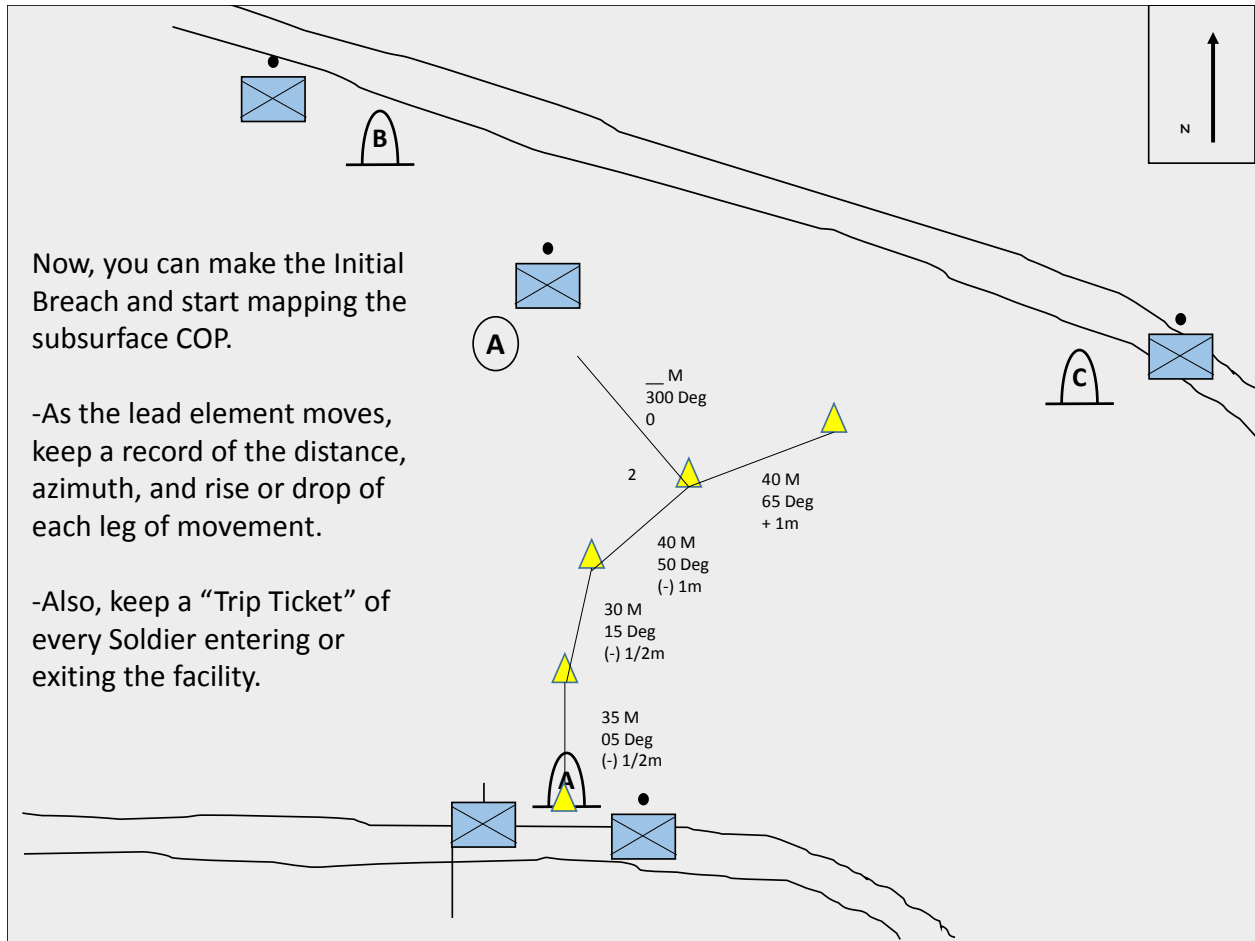 N
B
Now, you can make the Initial
Breach and start mapping the
subsurface COP.
-As the lead element moves,
keep a record of the distance,
azimuth, and rise or drop of
each leg of movement.
-Also, keep a “Trip Ticket” of
every Soldier entering or
exiting the facility.
A
C
__ M
300 Deg
0
2
40 M
65 Deg
+ 1m
40 M
50 Deg
(-) 1m
30 M
15 Deg
(-) 1/2m
35 M
05 Deg
(-) 1/2m
A